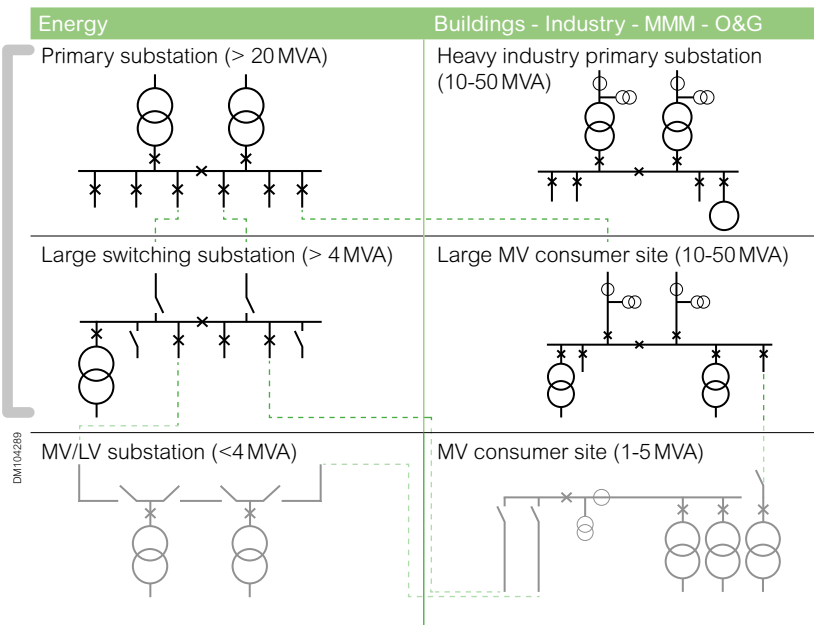 Energy
Buildings - Industry - MMM - O&G
Primary substation (> 20 MVA)
Heavy industry primary substation
(10-50 MVA)
Large switching substation (> 4 MVA)
Large MV consumer site (10-50 MVA)
MV/LV substation (<4 MVA)
MV consumer site (1-5 MVA)
DM104289